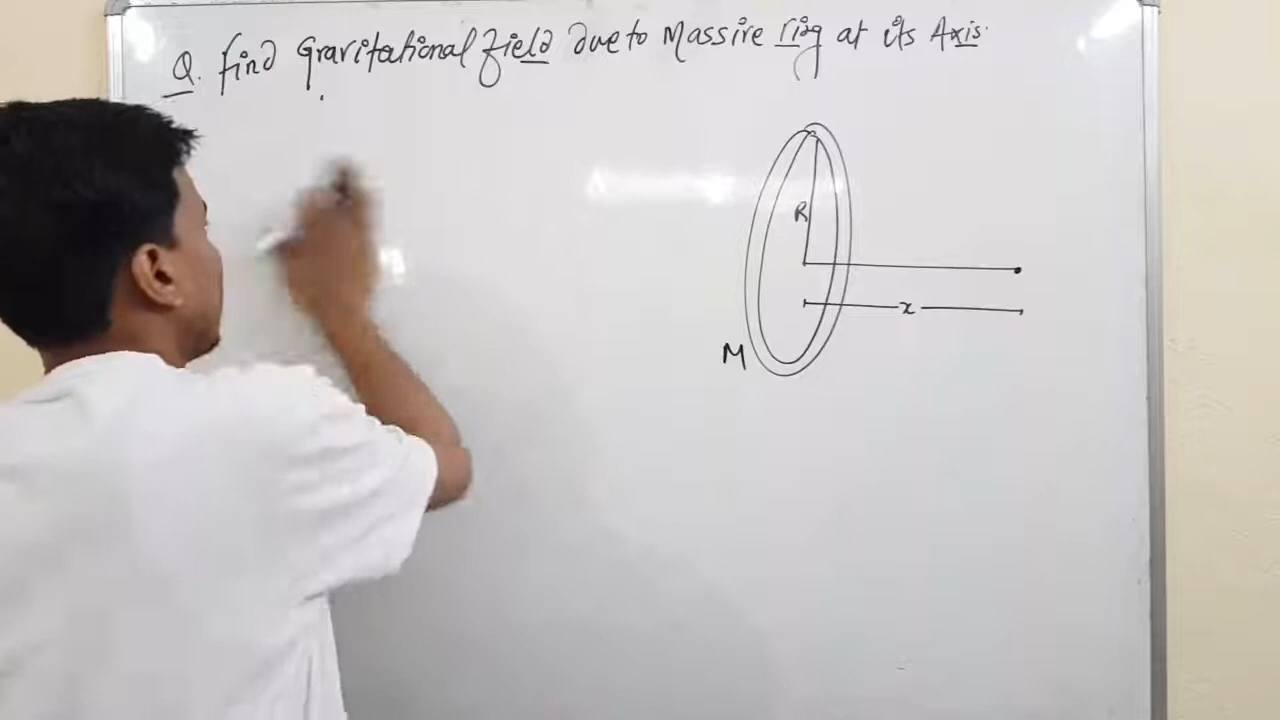 Q. find Gravitational field due to Massive ring at its Axis.
R
x
M